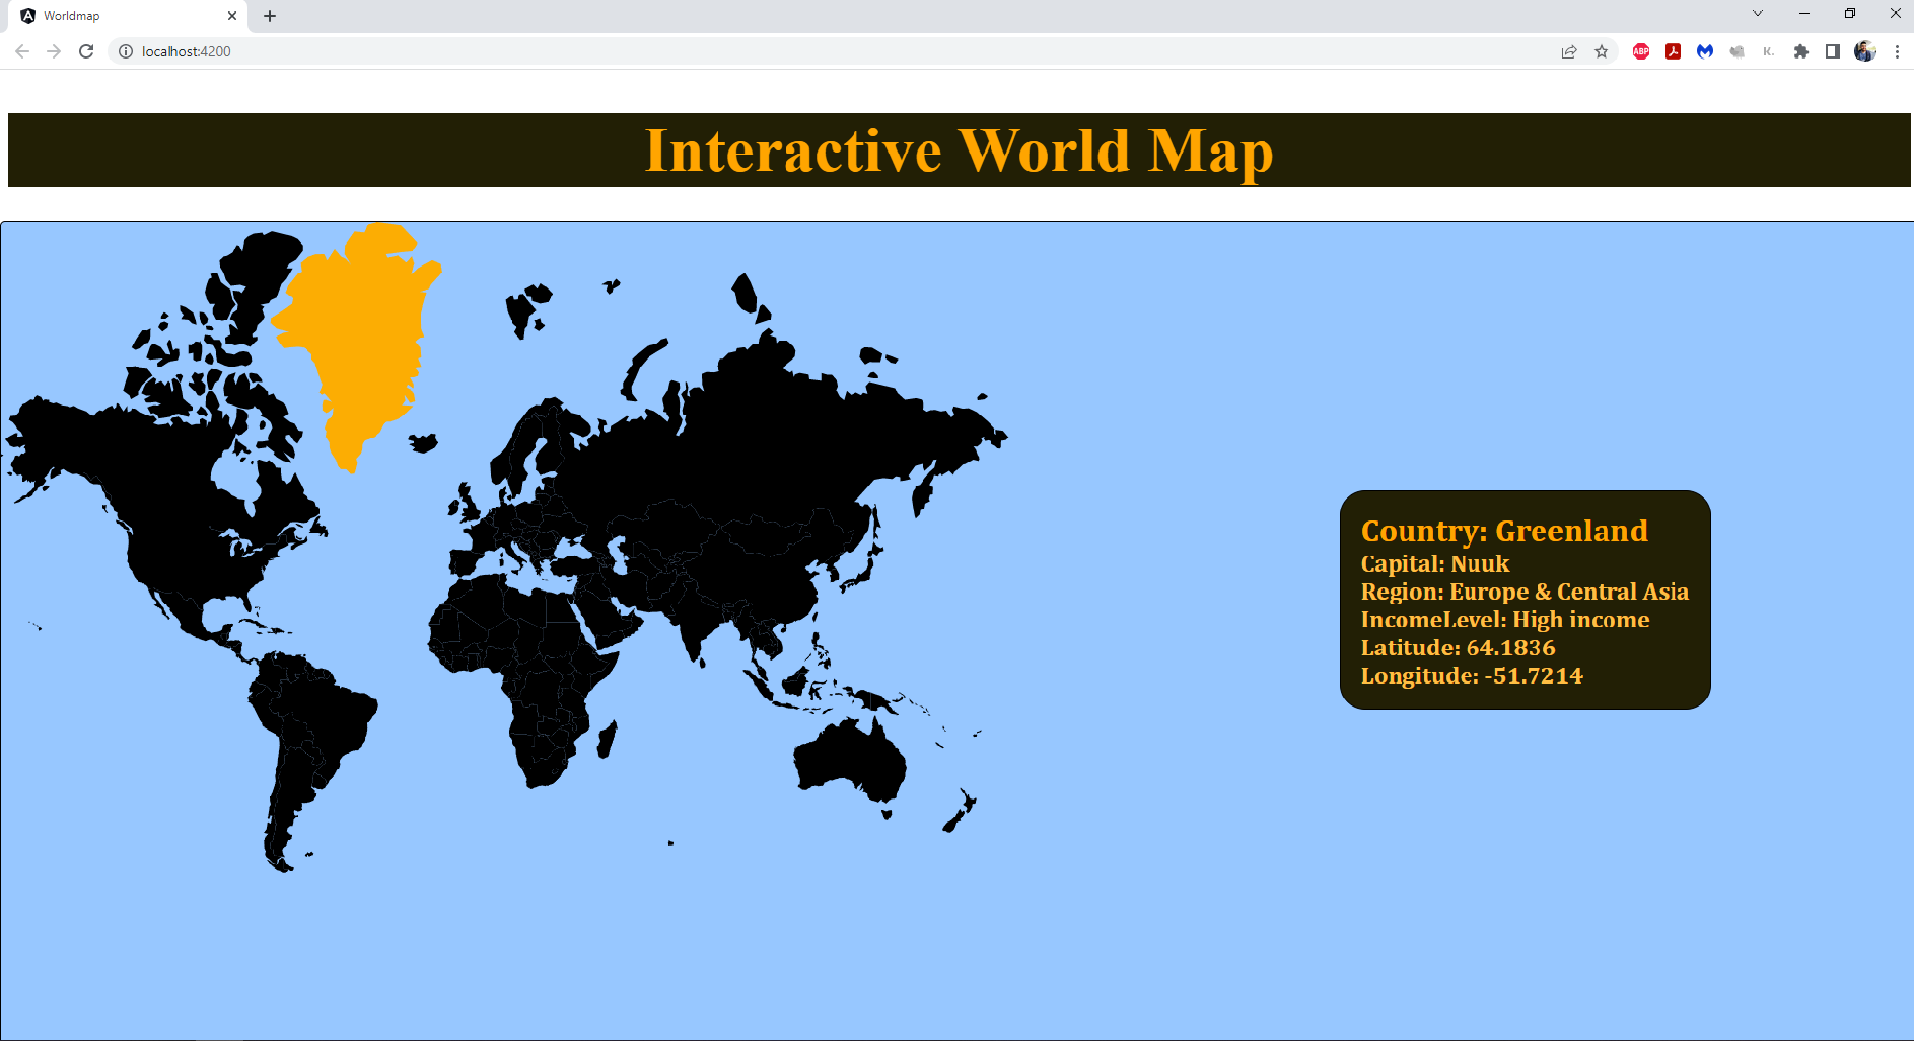 Worldmap
localhost:4200
ABP
K.
Interactive World Map
Country: Greenland
Capital: Nuuk
Region: Europe & Central Asia
IncomeLevel: High income
Latitude: 64.1836
Longitude: -51.7214